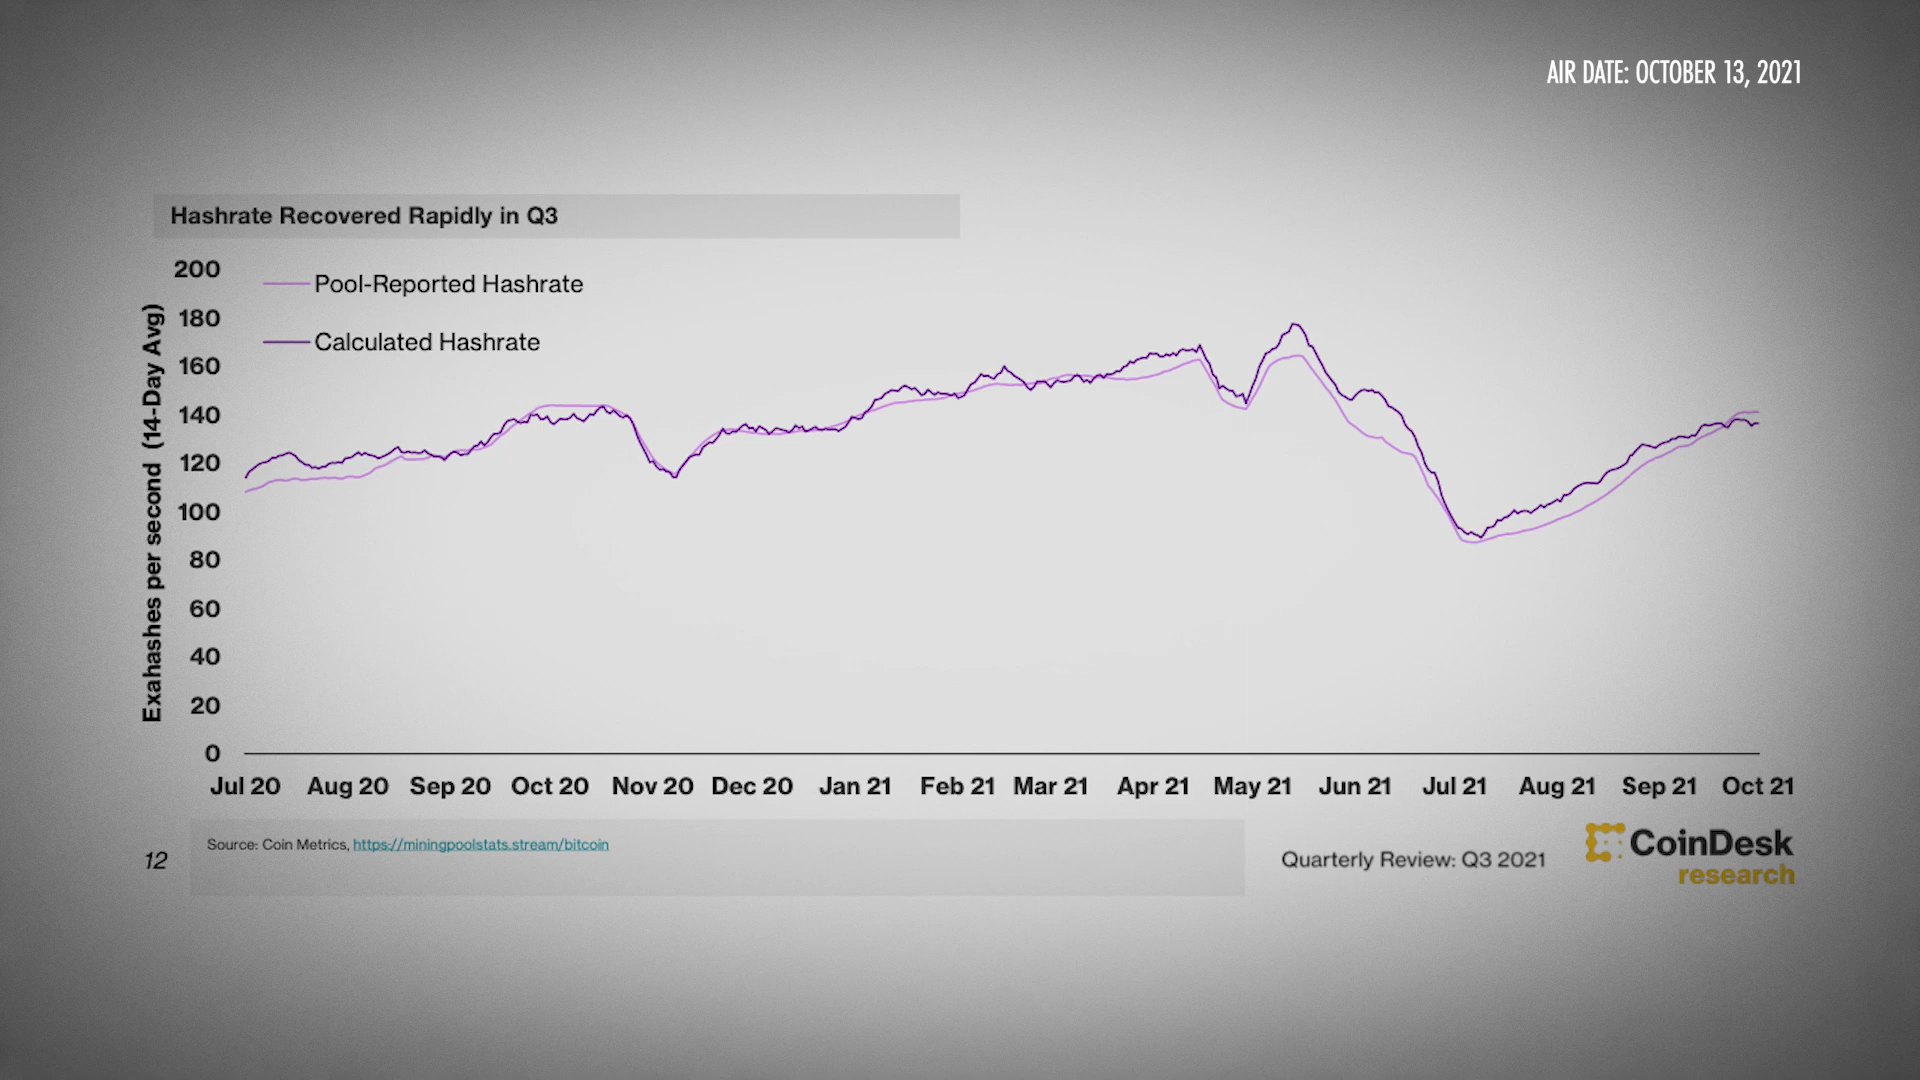 AIR DATE: OCTOBER 13, 2021
Hashrate Recovered Rapidly in Q3
Exahashes per second (14-Day Avg)
200
180
160
140
120
100
80
60
40
20
0
Pool-Reported Hashrate
Calculated Hashrate
Jul 20 Aug 20 Sep 20 Oct 20 Nov 20 Dec 20 Jan 21 Feb 21 Mar 21 Apr 21 May 21 Jun 21 Jul 21 Aug 21 Sep 21 Oct 21
12
Source: Coin Metrics, https://miningpoolstats.stream/bitcoin
Quarterly Review: Q3 2021
CoinDesk
research